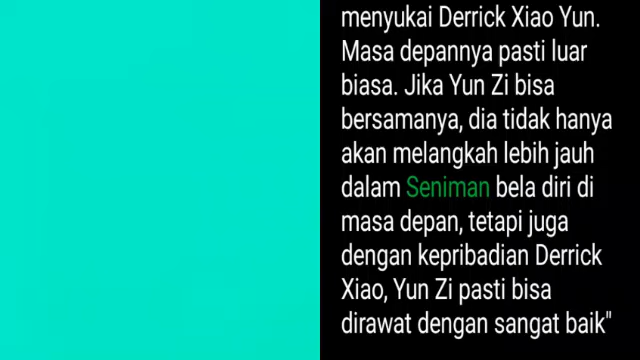 menyukai Derrick Xiao Yun.
Masa depannya pasti luar
biasa. Jika Yun Zi bisa
bersamanya, dia tidak hanya
akan melangkah lebih jauh
dalam Seniman bela diri di
masa depan, tetapi juga
dengan kepribadian Derrick
Xiao, Yun Zi pasti bisa
dirawat dengan sangat baik"